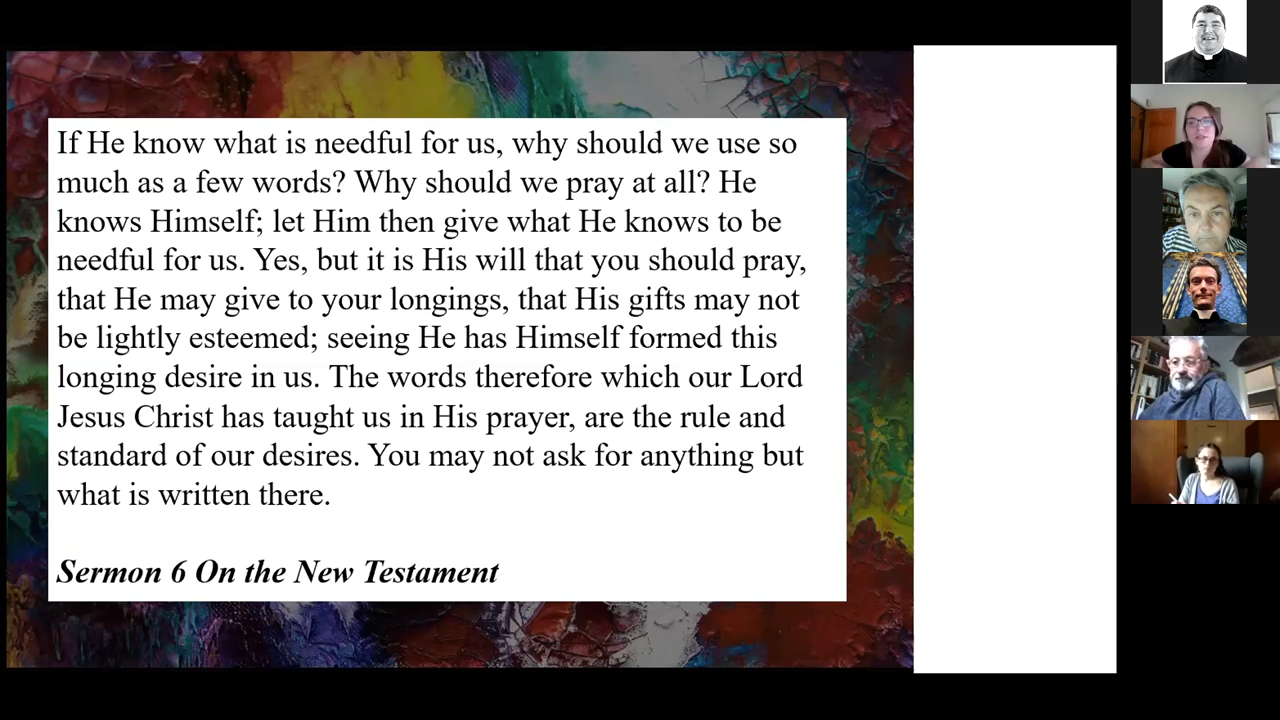 If He know what is needful for us, why should we use so
much as a few words? Why should we pray at all? He
knows Himself; let Him then give what He knows to be
needful for us. Yes, but it is His will that you should pray,
that He may give to your longings, that His gifts may not
be lightly esteemed; seeing He has Himself formed this
longing desire in us. The words therefore which our Lord
Jesus Christ has taught us in His prayer, are the rule and
standard of our desires. You may not ask for anything but
what is written there.
Sermon 6 On the New Testament